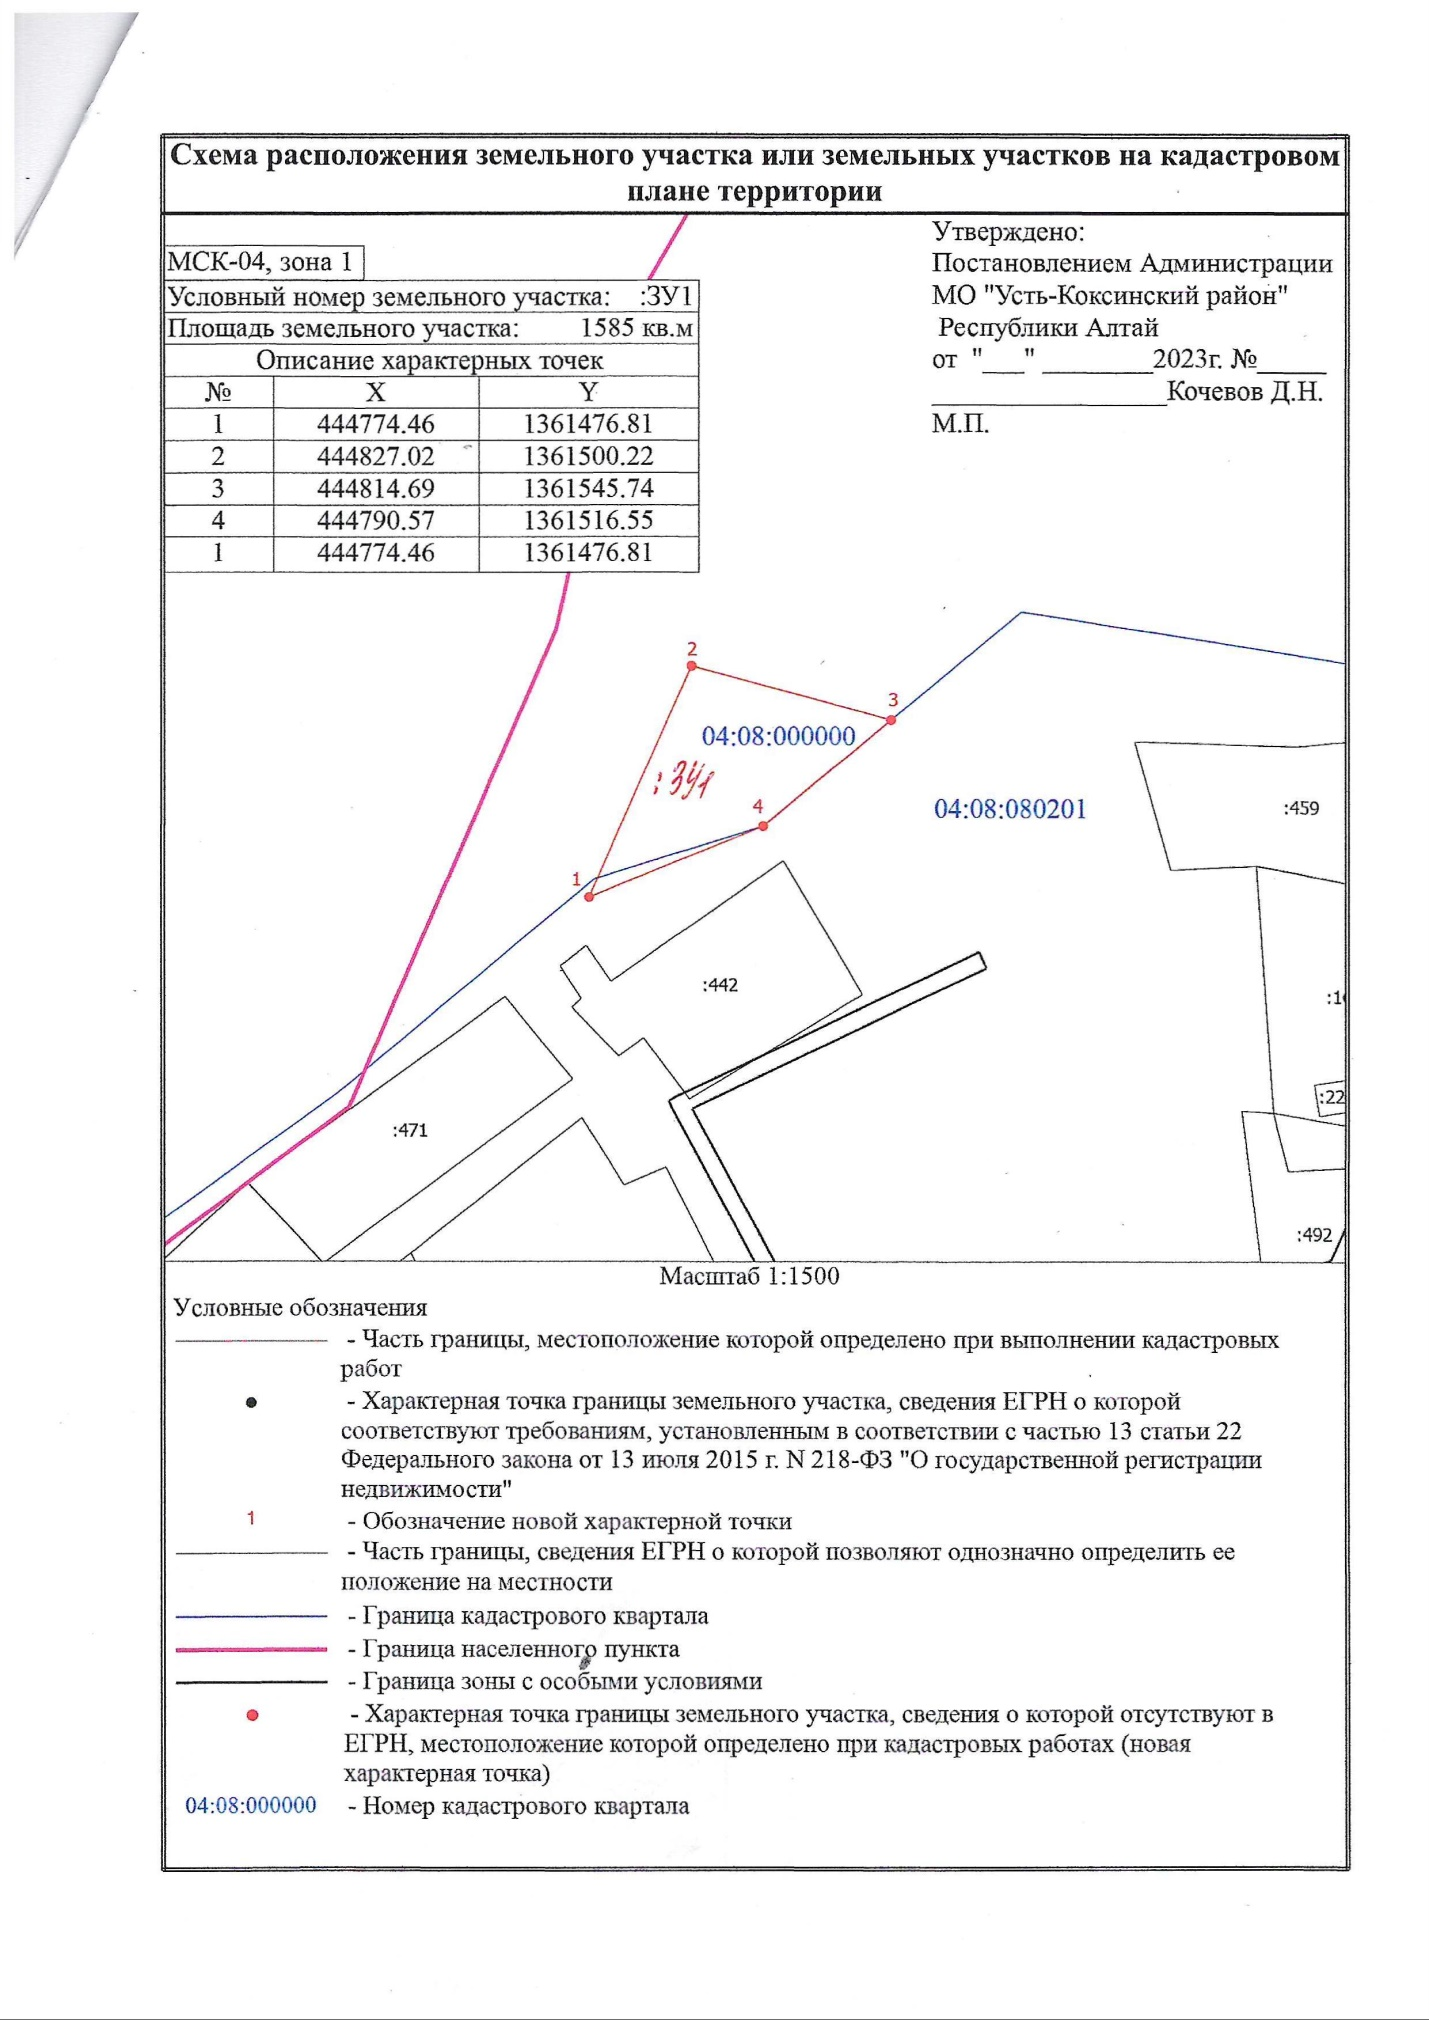 Схема расположения земельного участка или земельных участков на кадастровом
плане территории
МСК-04, зона 1
Условный номер земельного участка: :ЗУ1
Площадь земельного участка: 1585 кв.м
Описание характерных точек
№ X Y
1 444774.46 1361476.81
2 444827.02 1361500.22
3 444814.69 1361545.74
4 444790.57 1361516.55
1 444774.46 1361476.81
Утверждено:
Постановлением Администрации
МО "Усть-Коксинский район"
Республики Алтай
от "___" ________2023г. №_____
_________________Кочевов Д.Н.
М.П.
2
3
04:08:000000
:ЗУ1
4
04:08:080201
:459
1
:442
:1
:22
:471
:492
Масштаб 1:1500
Условные обозначения
- Часть границы, местоположение которой определено при выполнении кадастровых
работ
- Характерная точка границы земельного участка, сведения ЕГРН о которой
соответствуют требованиям, установленным в соответствии с частью 13 статьи 22
Федерального закона от 13 июля 2015 г. N 218-ФЗ "О государственной регистрации
недвижимости"
1 - Обозначение новой характерной точки
- Часть границы, сведения ЕГРН о которой позволяют однозначно определить ее
положение на местности
- Граница кадастрового квартала
- Граница населенного пункта
- Граница зоны с особыми условиями
- Характерная точка границы земельного участка, сведения о которой отсутствуют в
ЕГРН, местоположение которой определено при кадастровых работах (новая
характерная точка)
04:08:000000 - Номер кадастрового квартала